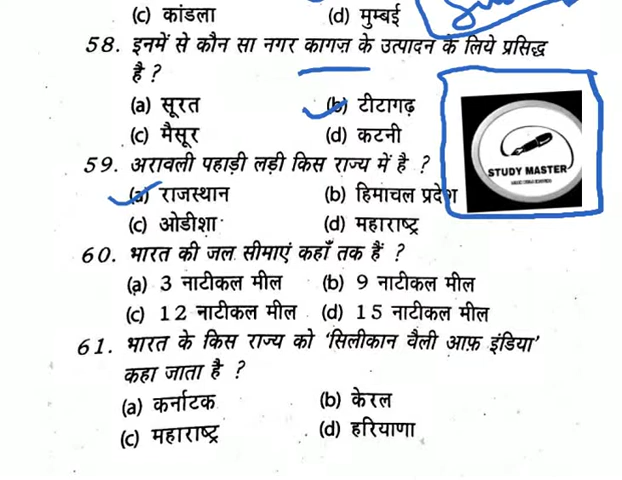 (c) कांडला (d) मुम्बई
58. इनमें से कौन सा नगर कागज़ के उत्पादन के लिये प्रसिद्ध
है ?
(a) सूरत (b) टीटागढ़
(c) मैसूर (d) कटनी
59. अरावली पहाड़ी लड़ी किस राज्य में है ?
(a) राजस्थान (b) हिमाचल प्रदेश
(c) ओडीशा (d) महाराष्ट्र
60. भारत की जल सीमाएं कहाँ तक हैं ?
(a) 3 नाटीकल मील (b) 9 नाटीकल मील
(c) 12 नाटीकल मील (d) 15 नाटीकल मील
61. भारत के किस राज्य को 'सिलीकान वैली आफ़ इंडिया'
कहा जाता है ?
(a) कर्नाटक (b) केरल
(c) महाराष्ट्र (d) हरियाणा
STUDY MASTER